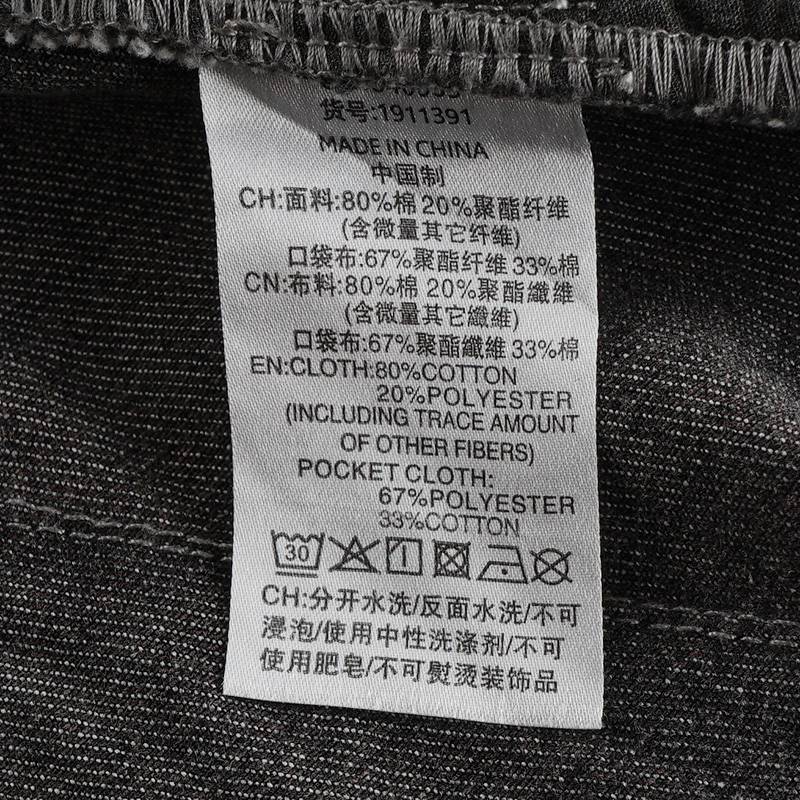 货号:1911391
MADE IN CHINA
中国制
CH:面料:80%棉 20%聚酯纤维
(含微量其它纤维)
口袋布:67%聚酯纤维 33%棉
CN:布料:80%棉 20%聚酯纖維
(含微量其它纖維)
口袋布:67%聚酯纖維 33%棉
EN:CLOTH:80%COTTON
20%POLYESTER
(INCLUDING TRACE AMOUNT
OF OTHER FIBERS)
POCKET CLOTH:
67%POLYESTER
33%COTTON
30
CH:分开水洗/反面水洗/不可
浸泡/使用中性洗涤剂/不可
使用肥皂/不可熨烫装饰品